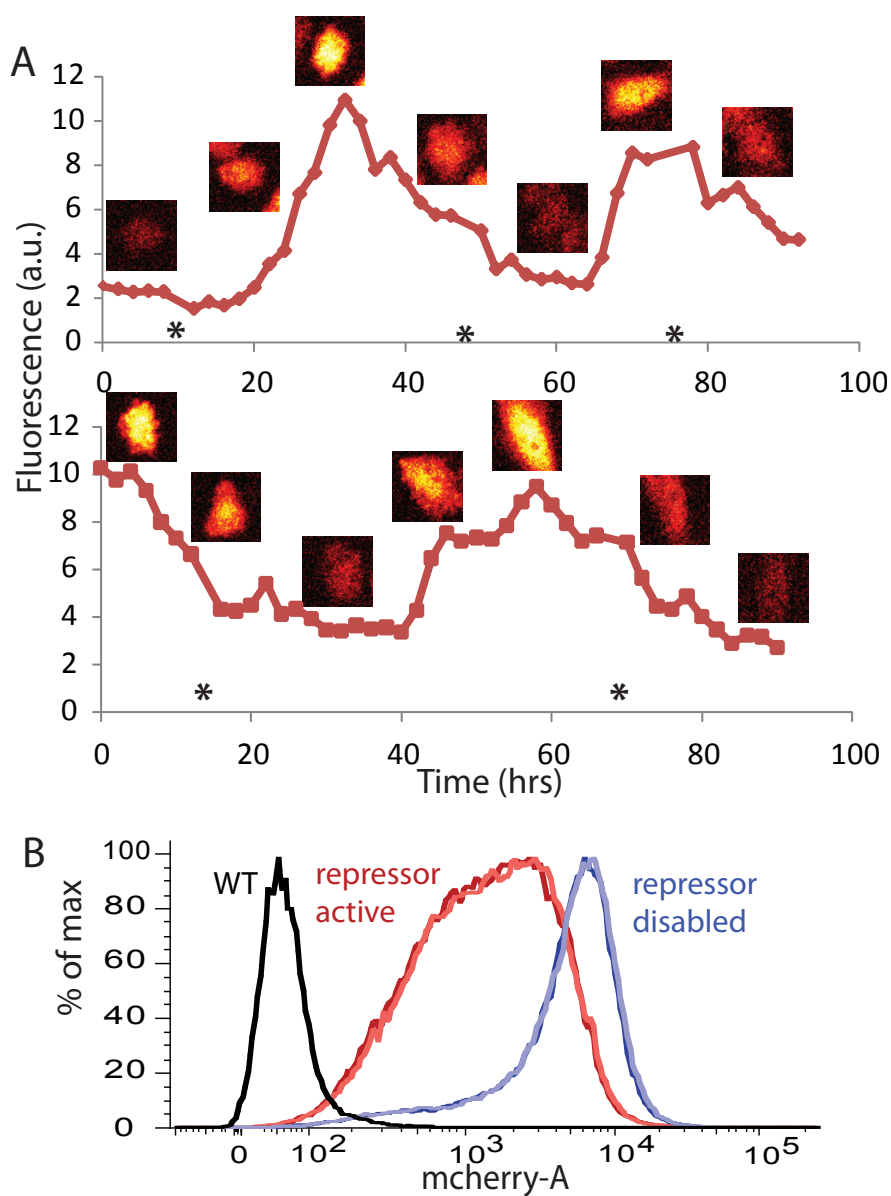 A
12
10
8
6
4
2
0
* * *
0 20 40 60 80 100
Fluorescence (a.u.)
12
10
8
6
4
2
0
* *
0 20 40 60 80 100
Time (hrs)
B
100
80
60
40
20
0
% of max
WT
repressor
active
repressor
disabled
0 10² 10³ 10⁴ 10⁵
mcherry-A